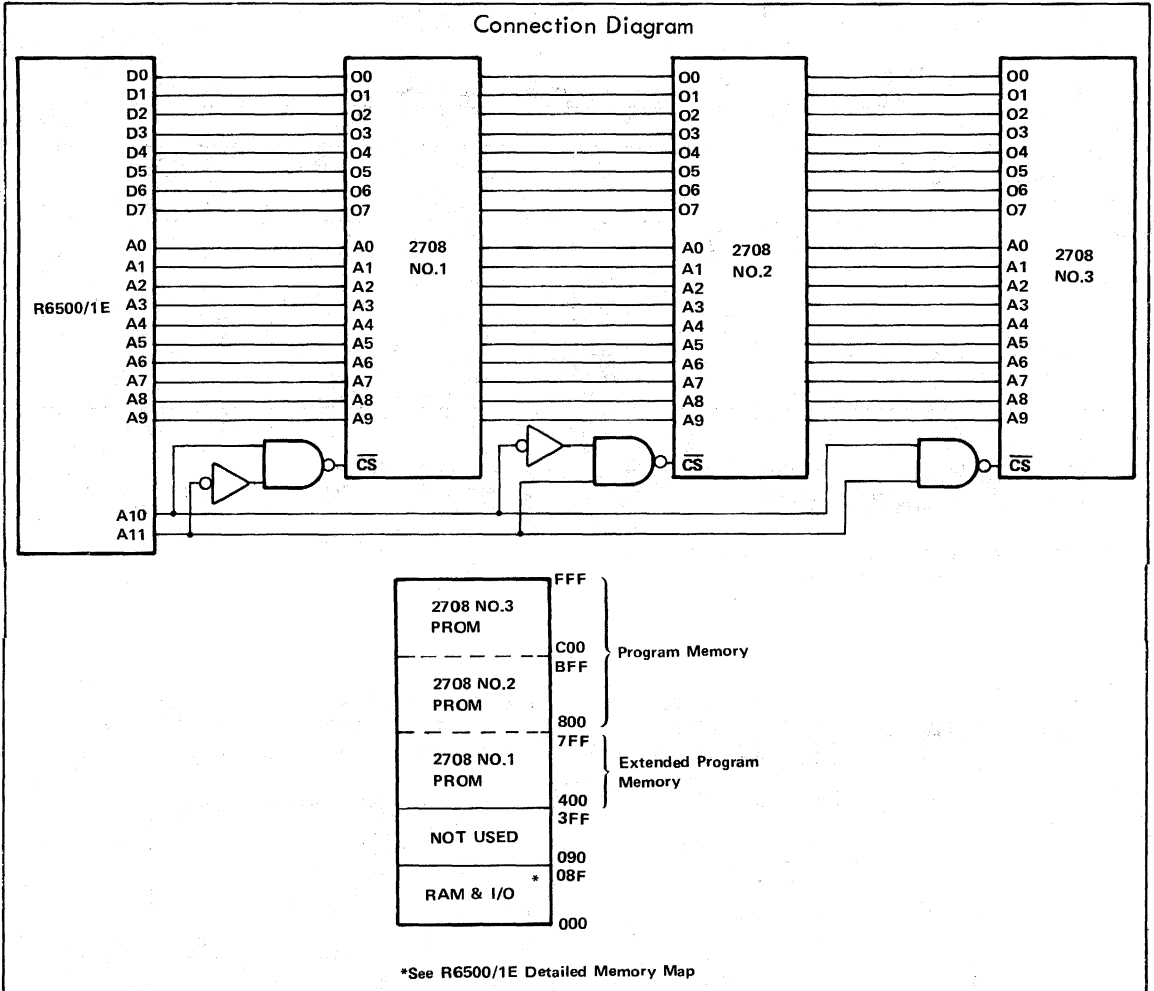 Connection Diagram
R6500/1E
D0
D1
D2
D3
D4
D5
D6
D7
A0
A1
A2
A3
A4
A5
A6
A7
A8
A9
A10
A11
O0
O1
O2
O3
O4
O5
O6
O7
A0
A1
A2
A3
A4
A5
A6
A7
A8
A9
CS
2708
NO.1
O0
O1
O2
O3
O4
O5
O6
O7
A0
A1
A2
A3
A4
A5
A6
A7
A8
A9
CS
2708
NO.2
O0
O1
O2
O3
O4
O5
O6
O7
A0
A1
A2
A3
A4
A5
A6
A7
A8
A9
CS
2708
NO.3
FFF
2708 NO.3
PROM
C00
Program Memory
BFF
2708 NO.2
PROM
800
7FF
2708 NO.1
PROM
Extended Program
Memory
400
3FF
NOT USED
090
* 08F
RAM & I/O
000
*See R6500/1E Detailed Memory Map